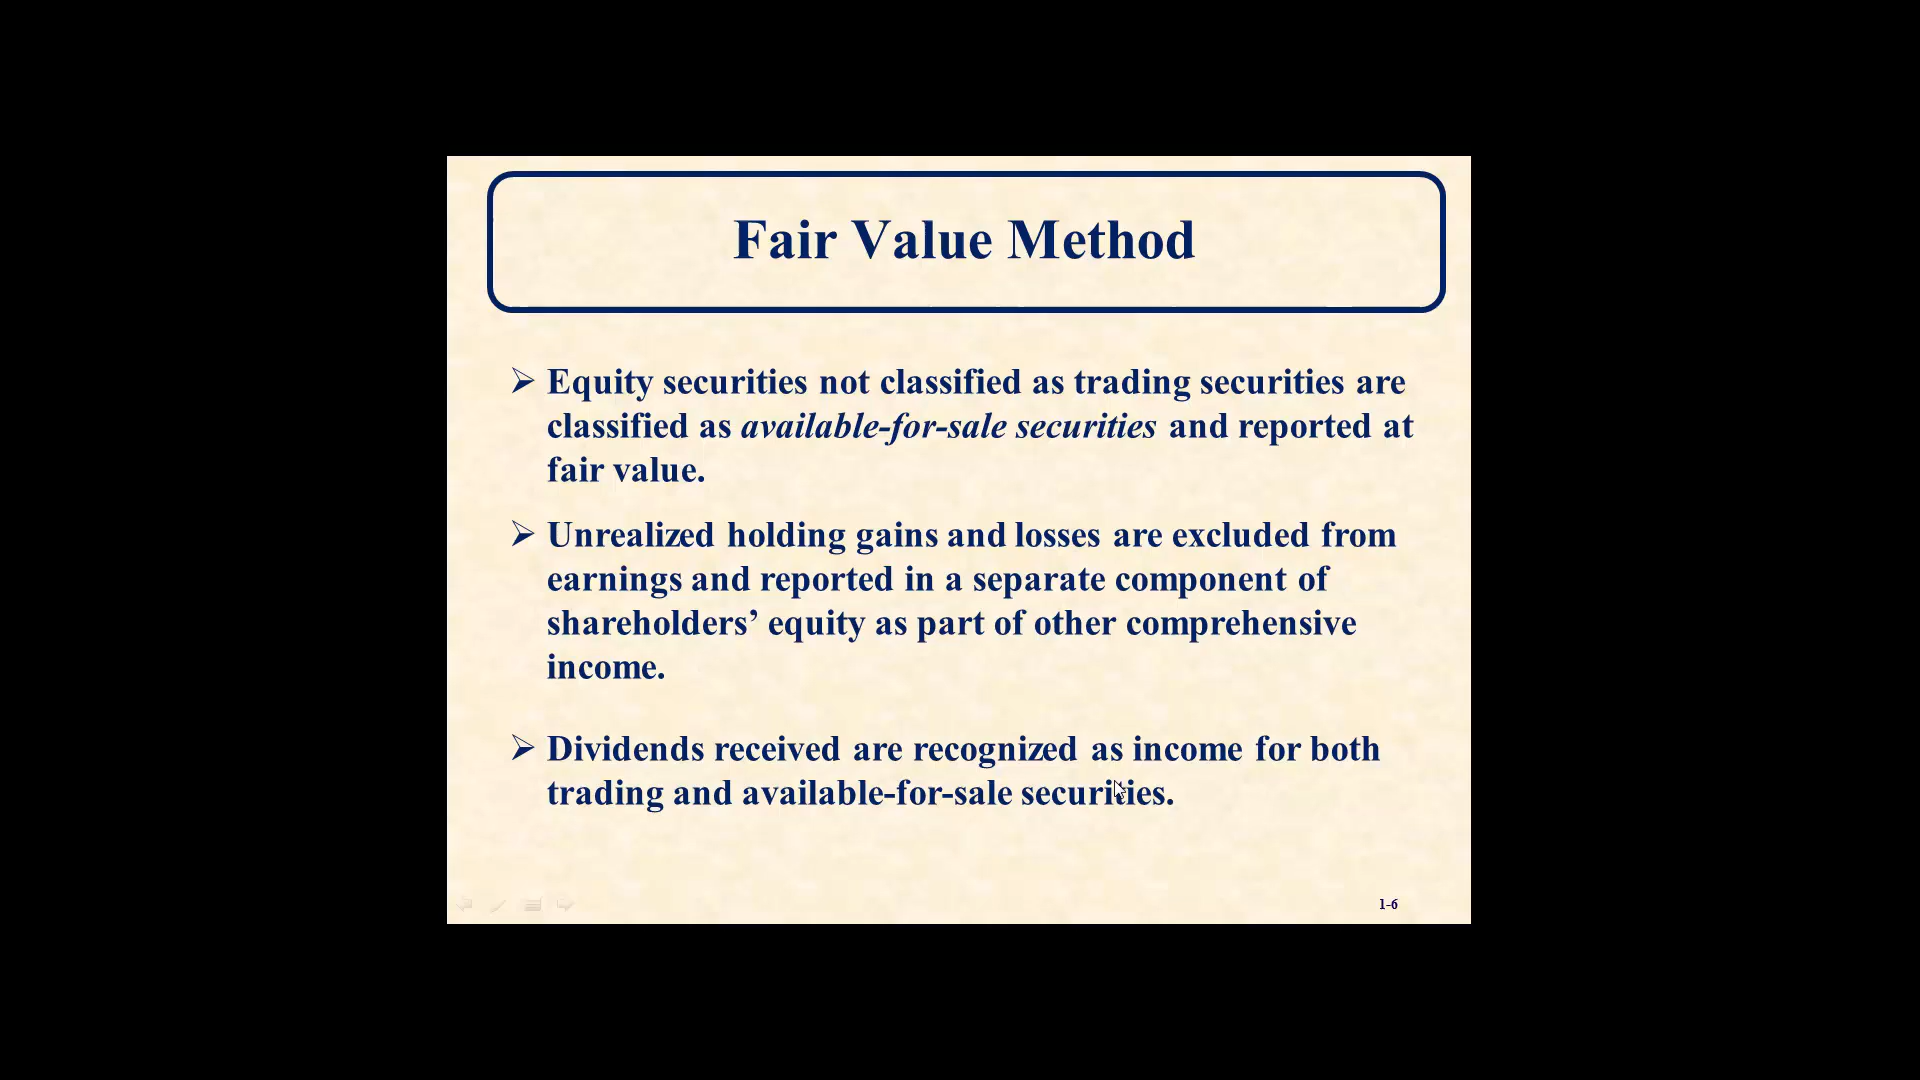 Fair Value Method
Equity securities not classified as trading securities are
classified as available-for-sale securities and reported at
fair value.
Unrealized holding gains and losses are excluded from
earnings and reported in a separate component of
shareholders’ equity as part of other comprehensive
income.
Dividends received are recognized as income for both
trading and available-for-sale securities.
1-6